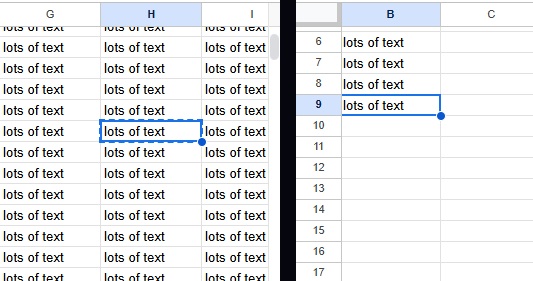 G H I
lots of text lots of text lots of text
lots of text lots of text lots of text
lots of text lots of text lots of text
lots of text lots of text lots of text
lots of text lots of text lots of text
lots of text lots of text lots of text
lots of text lots of text lots of text
lots of text lots of text lots of text
lots of text lots of text lots of text
lots of text lots of text lots of text
lots of text lots of text lots of text
lots of text lots of text lots of text
lots of text lots of text lots of text
B C
6 lots of text
7 lots of text
8 lots of text
9 lots of text
10
11
12
13
14
15
16
17